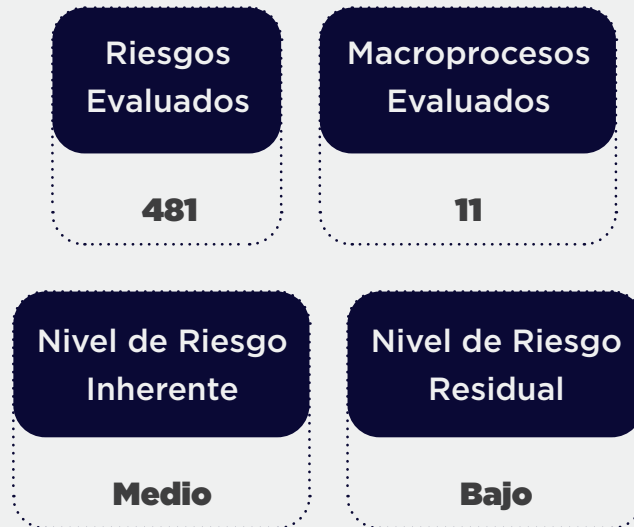 Riesgos
Evaluados
481
Macroprocesos
Evaluados
11
Nivel de Riesgo
Inherente
Medio
Nivel de Riesgo
Residual
Bajo